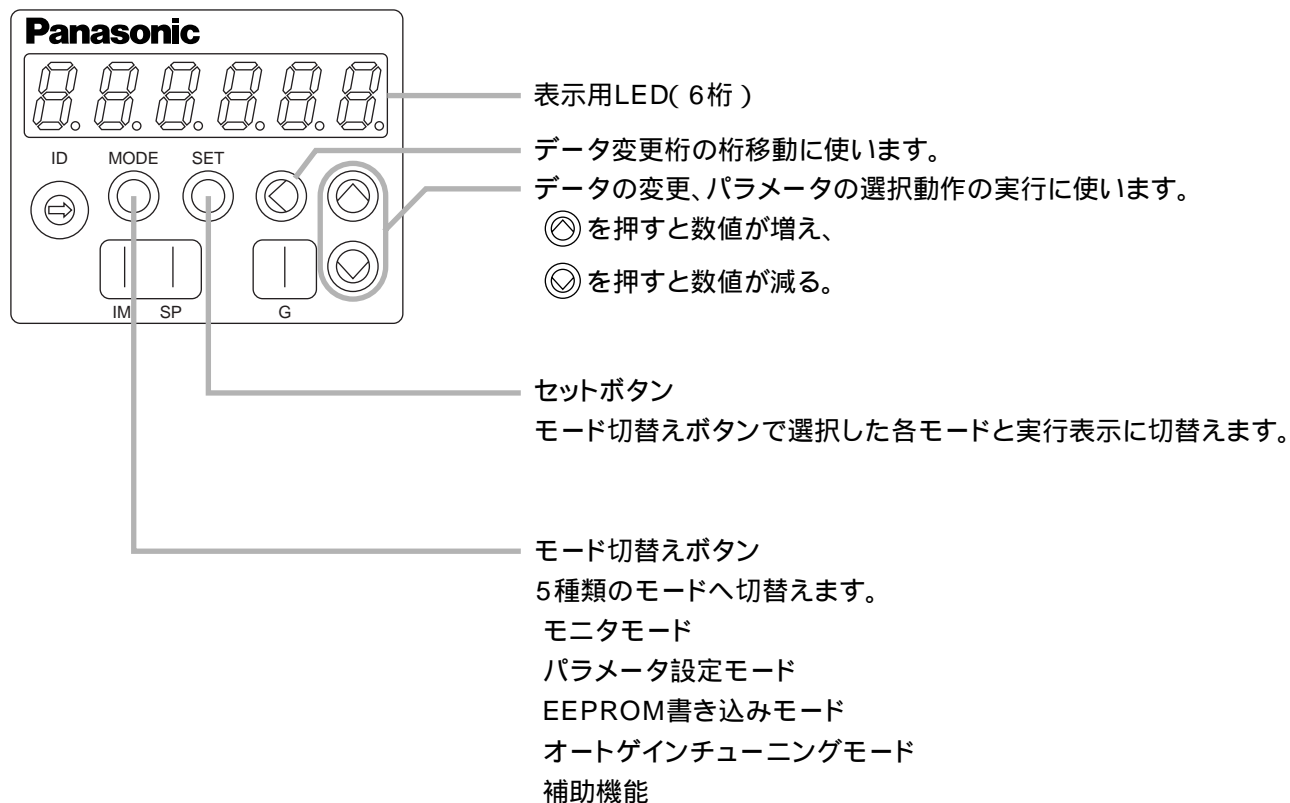 Panasonic
8.8.8.8.8.8.
ID MODE SET
IM SP G
表示用LED(6桁)
データ変更桁の桁移動に使います。
データの変更、パラメータの選択動作の実行に使います。
を押すと数値が増え、
を押すと数値が減る。
セットボタン
モード切替えボタンで選択した各モードと実行表示に切替えます。
モード切替えボタン
5種類のモードへ切替えます。
モニタモード
パラメータ設定モード
EEPROM書き込みモード
オートゲインチューニングモード
補助機能